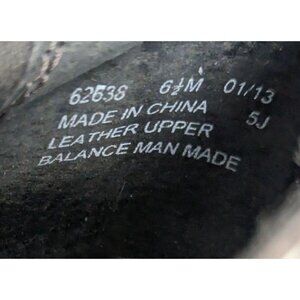 62638 6½M 01/13
MADE IN CHINA 5J
LEATHER UPPER
BALANCE MAN MADE